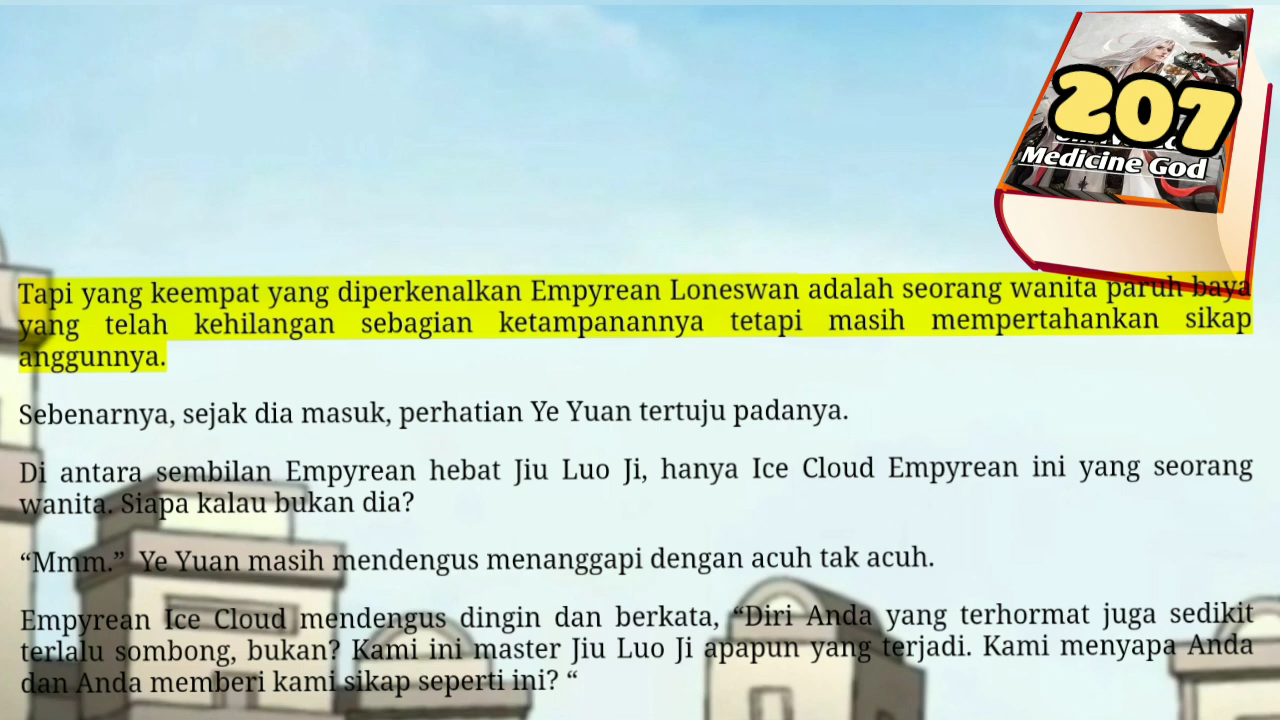 207
Medicine God
Tapi yang keempat yang diperkenalkan Empyrean Loneswan adalah seorang wanita paruh baya
yang telah kehilangan sebagian ketampanannya tetapi masih mempertahankan sikap
anggunnya.
Sebenarnya, sejak dia masuk, perhatian Ye Yuan tertuju padanya.
Di antara sembilan Empyrean hebat Jiu Luo Ji, hanya Ice Cloud Empyrean ini yang seorang
wanita. Siapa kalau bukan dia?
“Mmm.” Ye Yuan masih mendengus menanggapi dengan acuh tak acuh.
Empyrean Ice Cloud mendengus dingin dan berkata, “Diri Anda yang terhormat juga sedikit
terlalu sombong, bukan? Kami ini master Jiu Luo Ji apapun yang terjadi. Kami menyapa Anda
dan Anda memberi kami sikap seperti ini? “